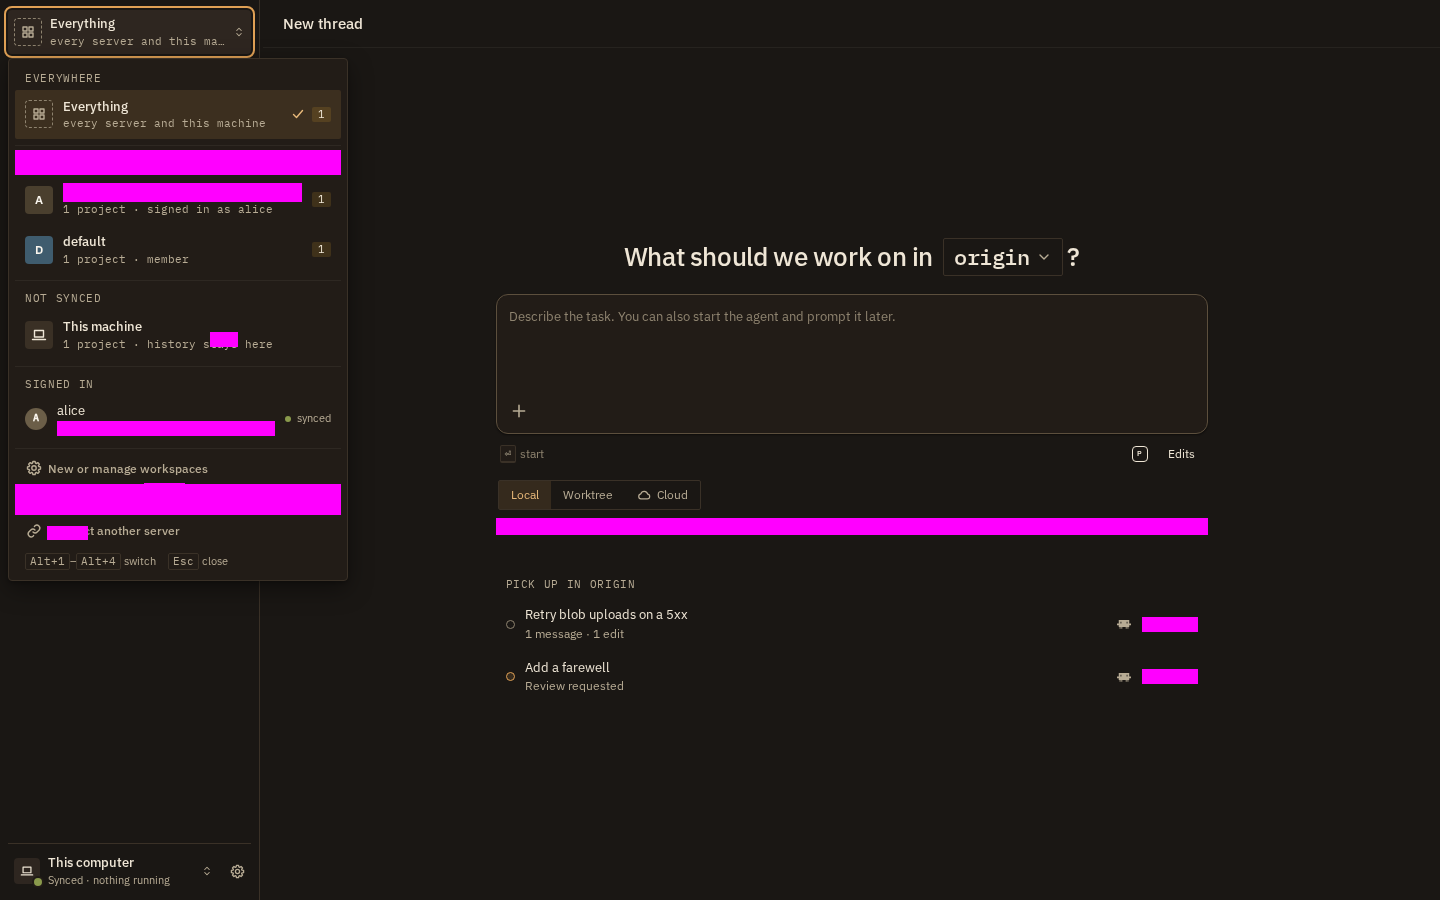 Everything
every server and this ma…
New thread
EVERYWHERE
Everything
every server and this machine
1
A
1
1 project · signed in as alice
D
default
1
1 project · member
NOT SYNCED
This machine
1 project · history here
SIGNED IN
A
alice
synced
New or manage workspaces
another server
Alt+1–Alt+4 switch Esc close
What should we work on in origin ?
Describe the task. You can also start the agent and prompt it later.
start
P
Edits
Local
Worktree
Cloud
PICK UP IN ORIGIN
Retry blob uploads on a 5xx
1 message · 1 edit
Add a farewell
Review requested
This computer
Synced · nothing running